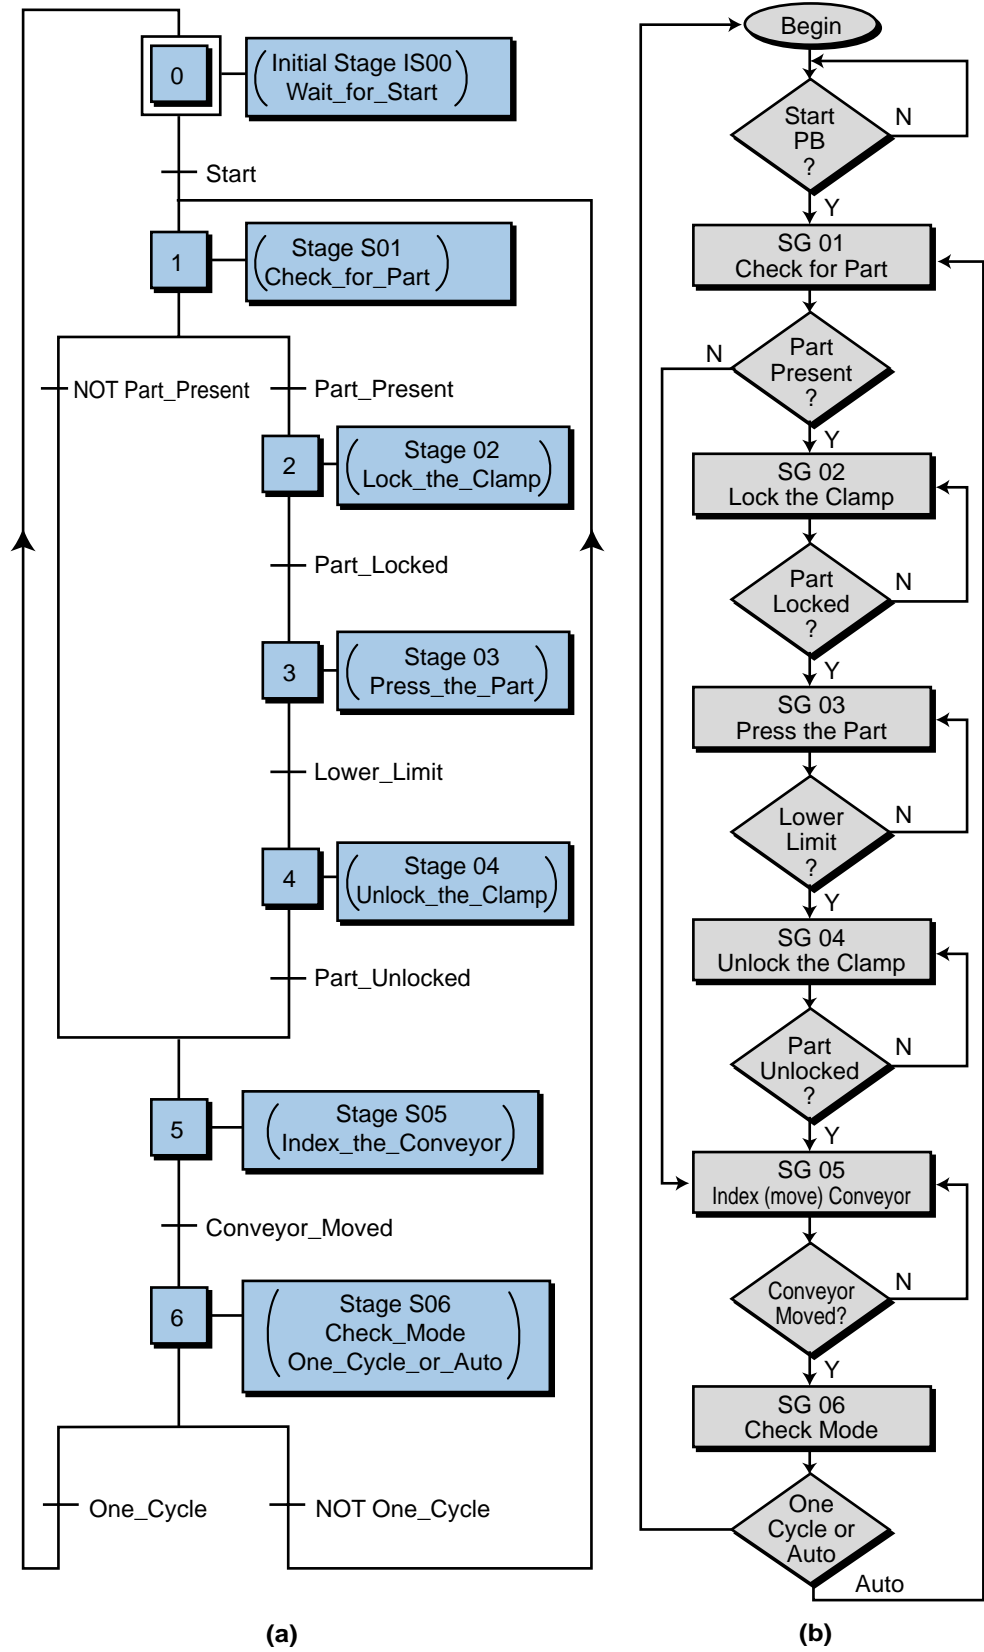 0
Initial Stage IS00
Wait_for_Start
Start
1
Stage S01
Check_for_Part
NOT Part_Present
Part_Present
2
Stage 02
Lock_the_Clamp
Part_Locked
3
Stage 03
Press_the_Part
Lower_Limit
4
Stage 04
Unlock_the_Clamp
Part_Unlocked
5
Stage S05
Index_the_Conveyor
Conveyor_Moved
6
Stage S06
Check_Mode
One_Cycle_or_Auto
One_Cycle
NOT One_Cycle
(a)
Begin
Start
PB
?
N
Y
SG 01
Check for Part
Part
Present
?
N
Y
SG 02
Lock the Clamp
Part
Locked
?
N
Y
SG 03
Press the Part
Lower
Limit
?
N
Y
SG 04
Unlock the Clamp
Part
Unlocked
?
N
Y
SG 05
Index (move) Conveyor
Conveyor
Moved?
N
Y
SG 06
Check Mode
One
Cycle or
Auto
Auto
(b)